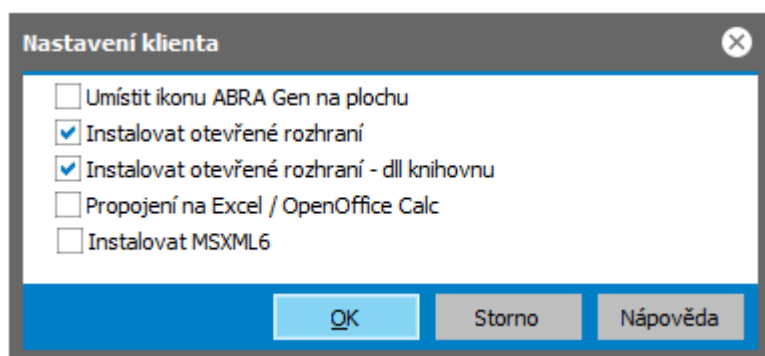 Nastavení klienta
Umístit ikonu ABRA Gen na plochu
Instalovat otevřené rozhraní
Instalovat otevřené rozhraní - dll knihovnu
Propojení na Excel / OpenOffice Calc
Instalovat MSXML6
OK Storno Nápověda